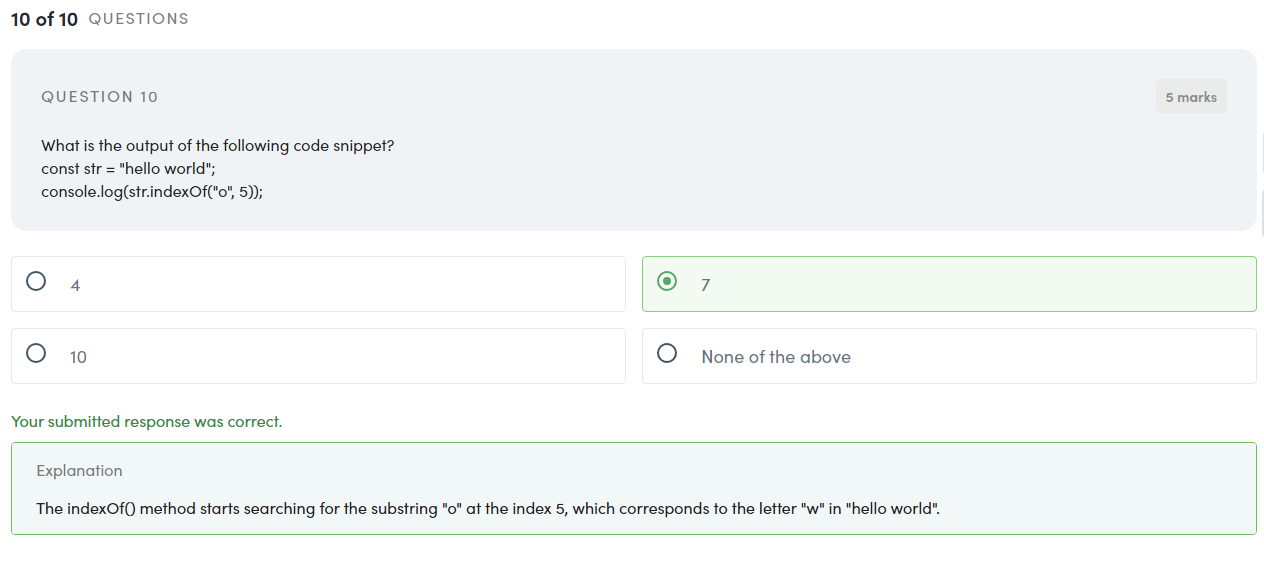 10 of 10 QUESTIONS
QUESTION 10
5 marks
What is the output of the following code snippet?
const str = "hello world";
console.log(str.indexOf("o", 5));
4
7
10
None of the above
Your submitted response was correct.
Explanation
The indexOf() method starts searching for the substring "o" at the index 5, which corresponds to the letter "w" in "hello world".